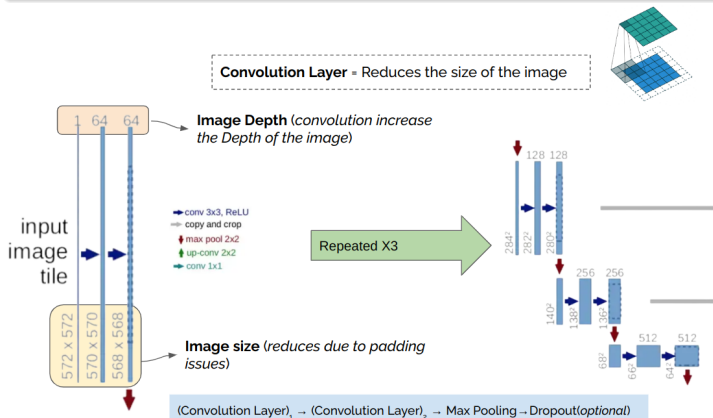 Convolution Layer = Reduces the size of the image
1 64 64
Image Depth (convolution increase
the Depth of the image)
input
image
tile
conv 3x3, ReLU
copy and crop
max pool 2x2
up-conv 2x2
conv 1x1
Repeated X3
128 128
284²
282²
280²
256 256
140²
138²
136²
512 512
68²
66²
64²
572 x 572
570 x 570
568 x 568
Image size (reduces due to padding
issues)
(Convolution Layer)₁ → (Convolution Layer)₂ → Max Pooling→Dropout(optional)